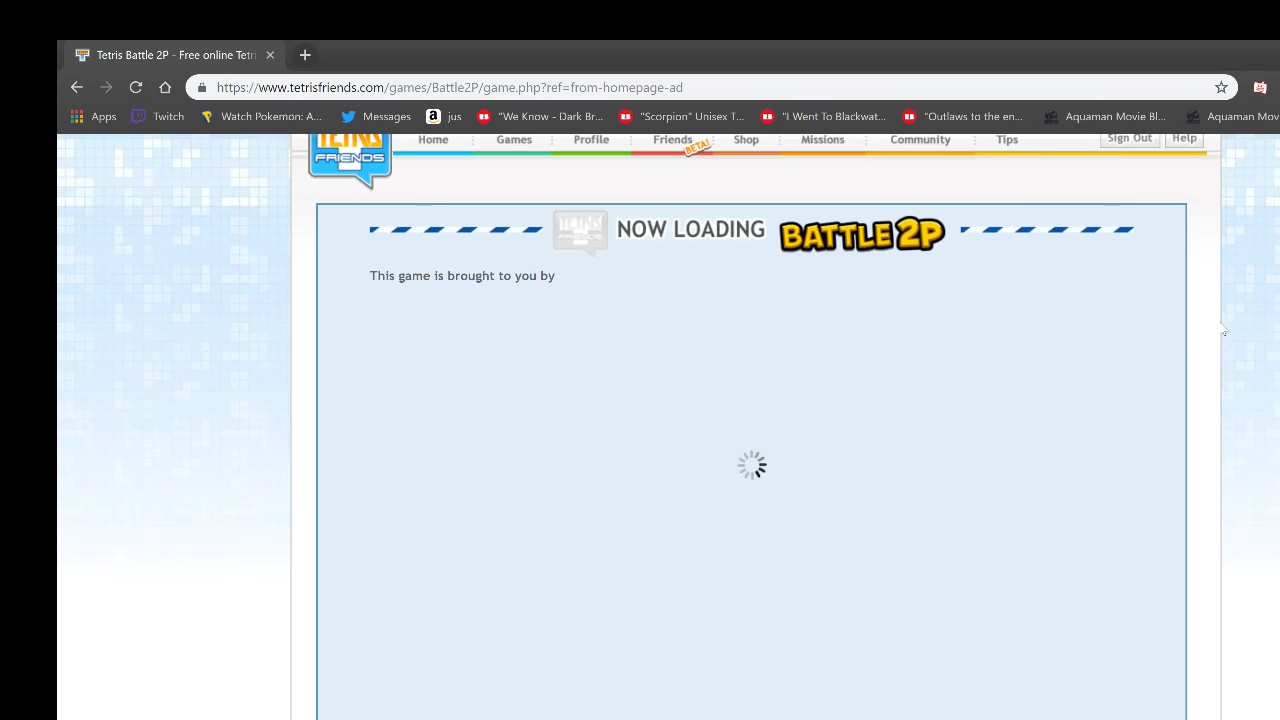 Tetris Battle 2P - Free online Tetri
https://www.tetrisfriends.com/games/Battle2P/game.php?ref=from-homepage-ad
Apps Twitch Watch Pokemon: A... Messages jus "We Know - Dark Br... "Scorpion" Unisex T... "I Went To Blackwat... "Outlaws to the en... Aquaman Movie Bl... Aquaman Mov
TETRIS FRIENDS Home Games Profile Friends BETA! Shop Missions Community Tips Sign Out Help
TETRIS FRIENDS NOW LOADING BATTLE 2P
This game is brought to you by